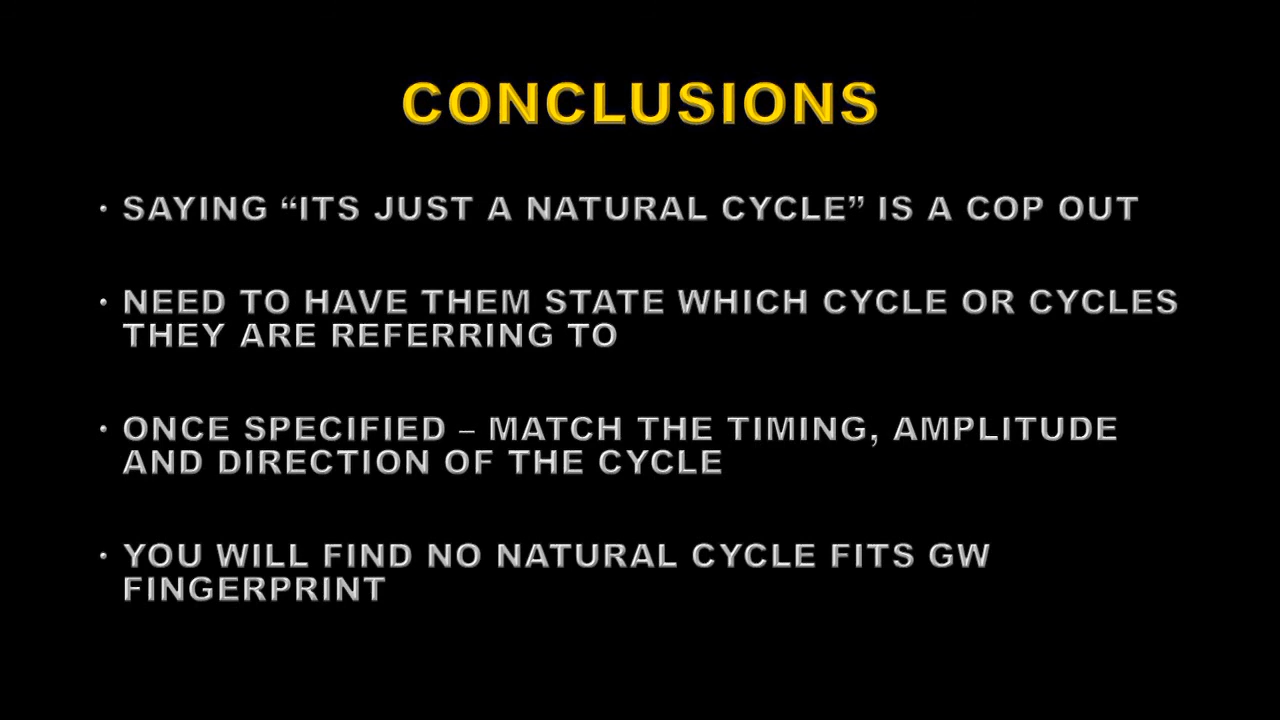 CONCLUSIONS
• SAYING “ITS JUST A NATURAL CYCLE” IS A COP OUT
• NEED TO HAVE THEM STATE WHICH CYCLE OR CYCLES
THEY ARE REFERRING TO
• ONCE SPECIFIED – MATCH THE TIMING, AMPLITUDE
AND DIRECTION OF THE CYCLE
• YOU WILL FIND NO NATURAL CYCLE FITS GW
FINGERPRINT